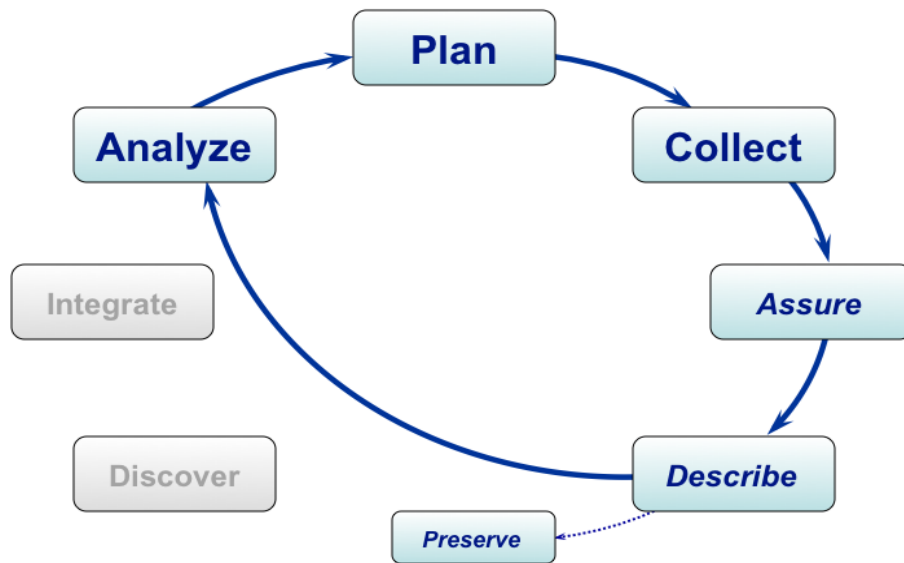 Plan
Analyze
Collect
Integrate
Assure
Discover
Describe
Preserve